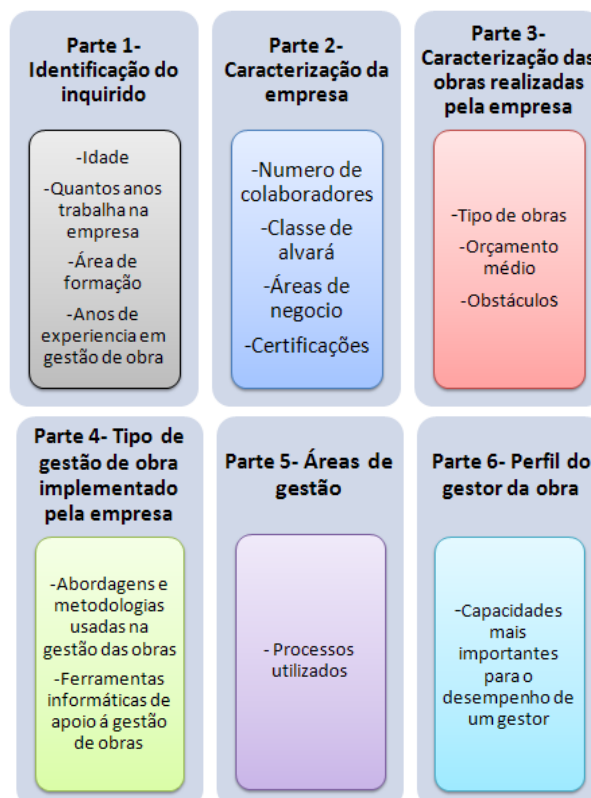 Parte 1-
Identificação do
inquirido
-Idade
-Quantos anos
trabalha na
empresa
-Área de
formação
-Anos de
experiencia em
gestão de obra
Parte 2-
Caracterização da
empresa
-Numero de
colaboradores
-Classe de
alvará
-Áreas de
negocio
-Certificações
Parte 3-
Caracterização das
obras realizadas
pela empresa
-Tipo de obras
-Orçamento
médio
-Obstáculos
Parte 4- Tipo de
gestão de obra
implementado
pela empresa
-Abordagens e
metodologias
usadas na
gestão das obras
-Ferramentas
informáticas de
apoio á gestão
de obras
Parte 5- Áreas de
gestão
- Processos
utilizados
Parte 6- Perfil do
gestor da obra
-Capacidades
mais
importantes
para o
desempenho de
um gestor